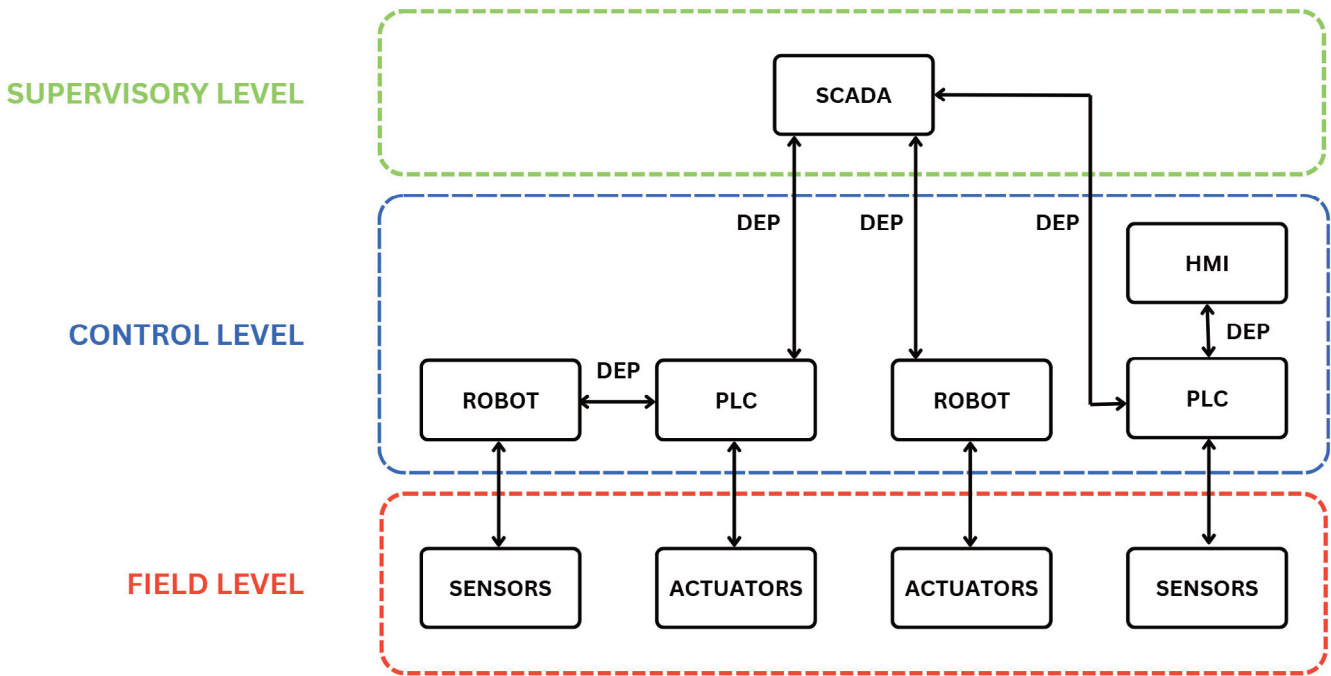 SUPERVISORY LEVEL
SCADA
DEP
DEP
DEP
HMI
CONTROL LEVEL
DEP
DEP
ROBOT
PLC
ROBOT
PLC
FIELD LEVEL
SENSORS
ACTUATORS
ACTUATORS
SENSORS